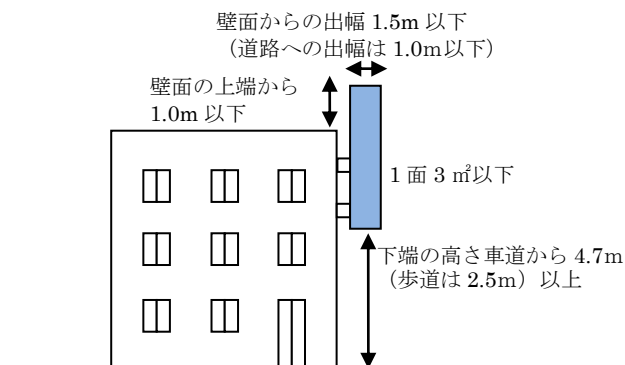 壁面からの出幅 1.5m 以下
（道路への出幅は 1.0m以下）
壁面の上端から
1.0m 以下
1 面 3 ㎡以下
下端の高さ車道から 4.7m
（歩道は 2.5m）以上